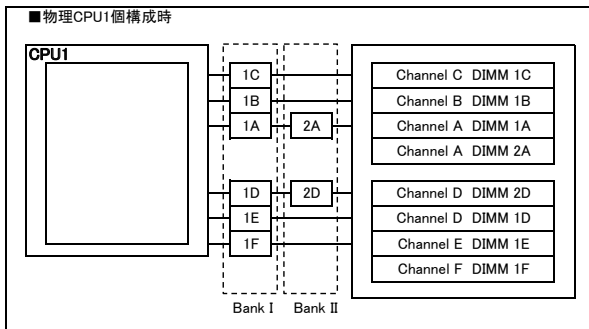 ■物理CPU1個構成時
CPU1
1C
1B
1A 2A
1D 2D
1E
1F
Bank I Bank II
Channel C DIMM 1C
Channel B DIMM 1B
Channel A DIMM 1A
Channel A DIMM 2A
Channel D DIMM 2D
Channel D DIMM 1D
Channel E DIMM 1E
Channel F DIMM 1F